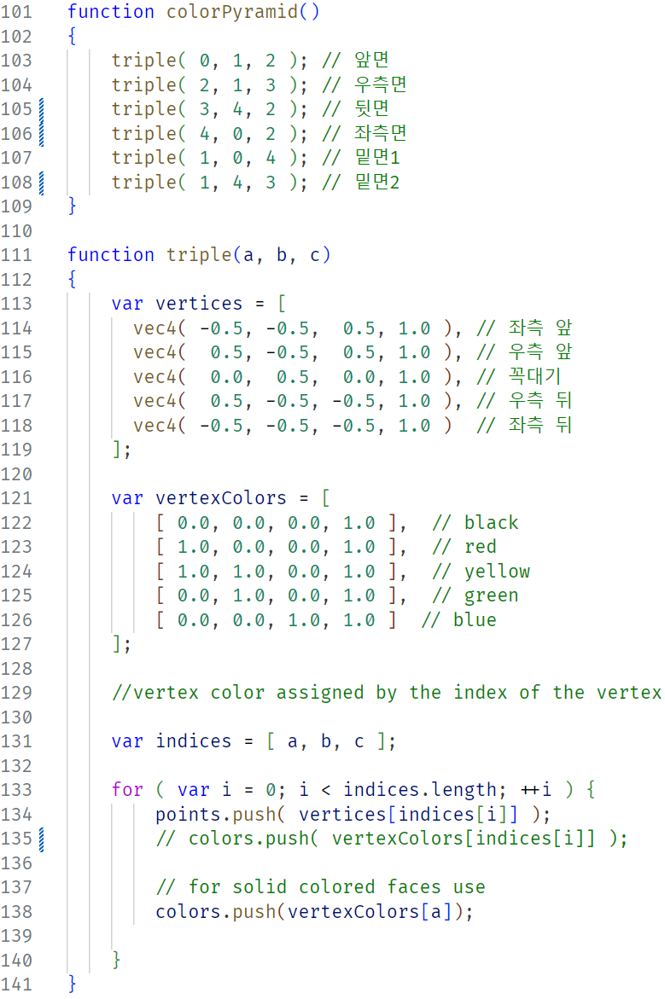 101 function colorPyramid()
102 {
103     triple( 0, 1, 2 ); // 앞면
104     triple( 2, 1, 3 ); // 우측면
105     triple( 3, 4, 2 ); // 뒷면
106     triple( 4, 0, 2 ); // 좌측면
107     triple( 1, 0, 4 ); // 밑면1
108     triple( 1, 4, 3 ); // 밑면2
109 }
110
111 function triple(a, b, c)
112 {
113     var vertices = [
114       vec4( -0.5, -0.5,  0.5, 1.0 ), // 좌측 앞
115       vec4(  0.5, -0.5,  0.5, 1.0 ), // 우측 앞
116       vec4(  0.0,  0.5,  0.0, 1.0 ), // 꼭대기
117       vec4(  0.5, -0.5, -0.5, 1.0 ), // 우측 뒤
118       vec4( -0.5, -0.5, -0.5, 1.0 )  // 좌측 뒤
119     ];
120
121     var vertexColors = [
122         [ 0.0, 0.0, 0.0, 1.0 ],  // black
123         [ 1.0, 0.0, 0.0, 1.0 ],  // red
124         [ 1.0, 1.0, 0.0, 1.0 ],  // yellow
125         [ 0.0, 1.0, 0.0, 1.0 ],  // green
126         [ 0.0, 0.0, 1.0, 1.0 ]  // blue
127     ];
128
129     //vertex color assigned by the index of the vertex
130
131     var indices = [ a, b, c ];
132
133     for ( var i = 0; i < indices.length; ++i ) {
134         points.push( vertices[indices[i]] );
135         // colors.push( vertexColors[indices[i]] );
136
137         // for solid colored faces use
138         colors.push(vertexColors[a]);
139
140     }
141 }